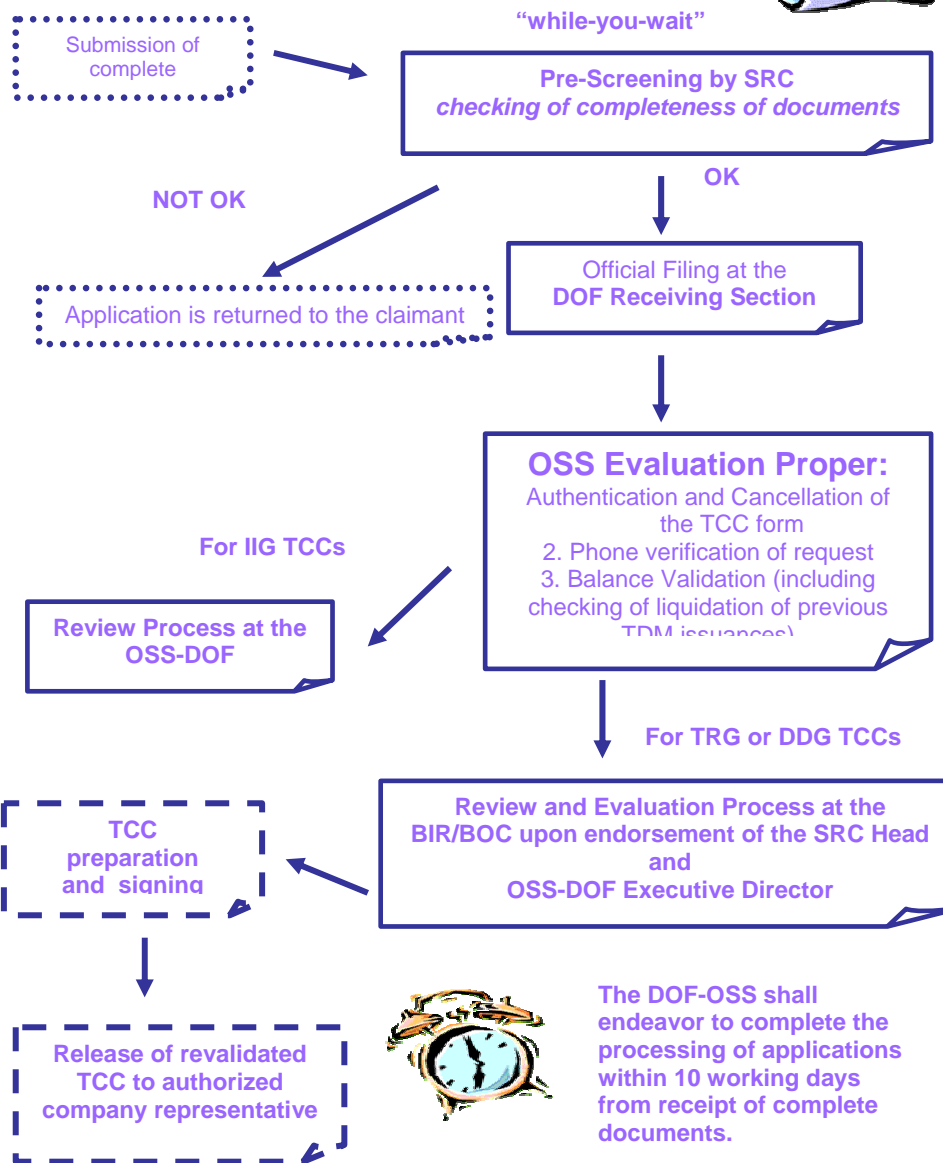 “while-you-wait”
Submission of
complete
Pre-Screening by SRC
checking of completeness of documents
NOT OK
OK
Application is returned to the claimant
Official Filing at the
DOF Receiving Section
OSS Evaluation Proper:
Authentication and Cancellation of
the TCC form
2. Phone verification of request
3. Balance Validation (including
checking of liquidation of previous
TDM issuances)
For IIG TCCs
Review Process at the
OSS-DOF
For TRG or DDG TCCs
Review and Evaluation Process at the
BIR/BOC upon endorsement of the SRC Head
and
OSS-DOF Executive Director
TCC
preparation
and signing
Release of revalidated
TCC to authorized
company representative
The DOF-OSS shall
endeavor to complete the
processing of applications
within 10 working days
from receipt of complete
documents.